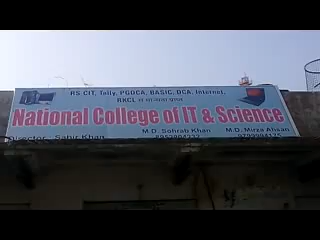 RS.CIT, Tally, PGDCA, BASIC, DCA, Internet,
RKCL से मान्यता प्राप्त
National College of IT & Science
Director Sabir Khan M.D. Sohrab Khan M.D. Mirza Ahsan